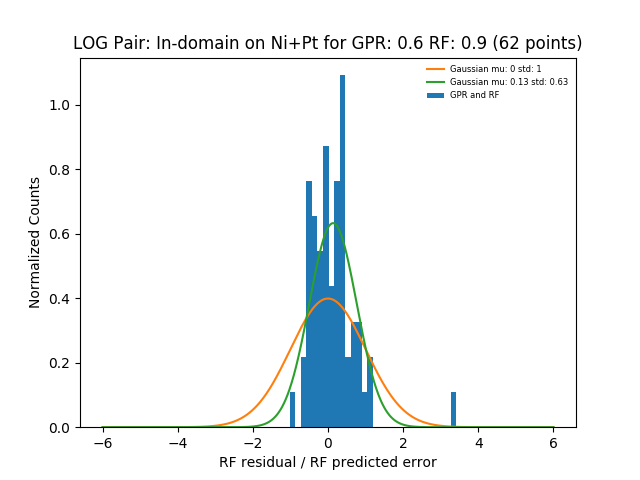 LOG Pair: In-domain on Ni+Pt for GPR: 0.6 RF: 0.9 (62 points)
Gaussian mu: 0 std: 1
Gaussian mu: 0.13 std: 0.63
GPR and RF
Normalized Counts
1.0
0.8
0.6
0.4
0.2
0.0
−6 −4 −2 0 2 4 6
RF residual / RF predicted error